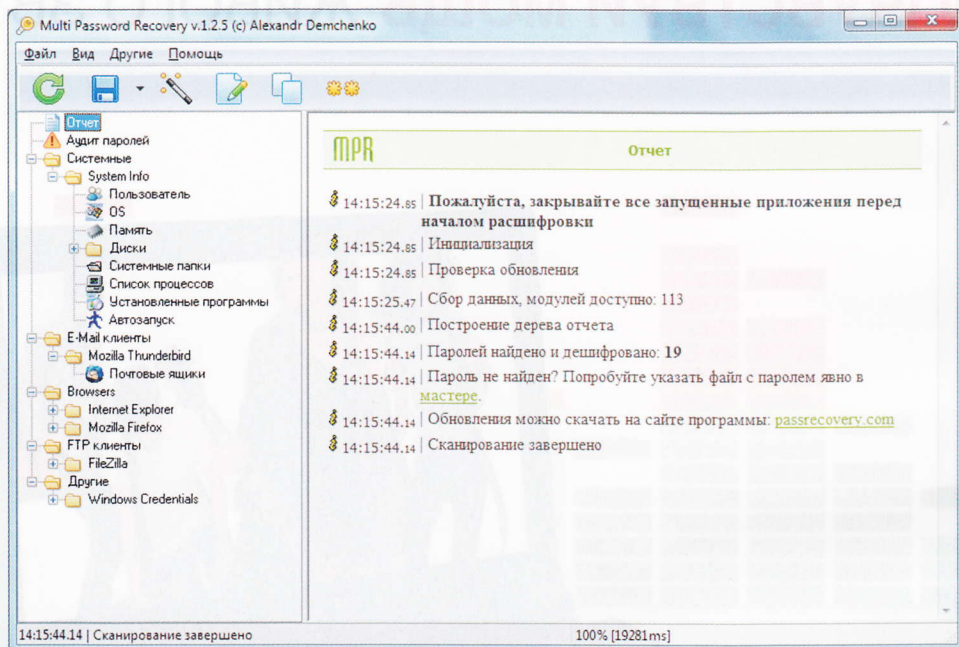 Multi Password Recovery v.1.2.5 (c) Alexandr Demchenko
Файл Вид Другие Помощь
Отчет
Аудит паролей
Системные
System Info
Пользователь
OS
Память
Диски
Системные папки
Список процессов
Установленные программы
Автозапуск
E-Mail клиенты
Mozilla Thunderbird
Почтовые ящики
Browsers
Internet Explorer
Mozilla Firefox
FTP клиенты
FileZilla
Другие
Windows Credentials
MPR Отчет
14:15:24.85 | Пожалуйста, закрывайте все запущенные приложения перед
началом расшифровки
14:15:24.85 | Инициализация
14:15:24.85 | Проверка обновления
14:15:25.47 | Сбор данных, модулей доступно: 113
14:15:44.00 | Построение дерева отчета
14:15:44.14 | Паролей найдено и дешифровано: 19
14:15:44.14 | Пароль не найден? Попробуйте указать файл с паролем явно в
мастере.
14:15:44.14 | Обновления можно скачать на сайте программы: passrecovery.com
14:15:44.14 | Сканирование завершено
14:15:44.14 | Сканирование завершено 100% [19281ms]